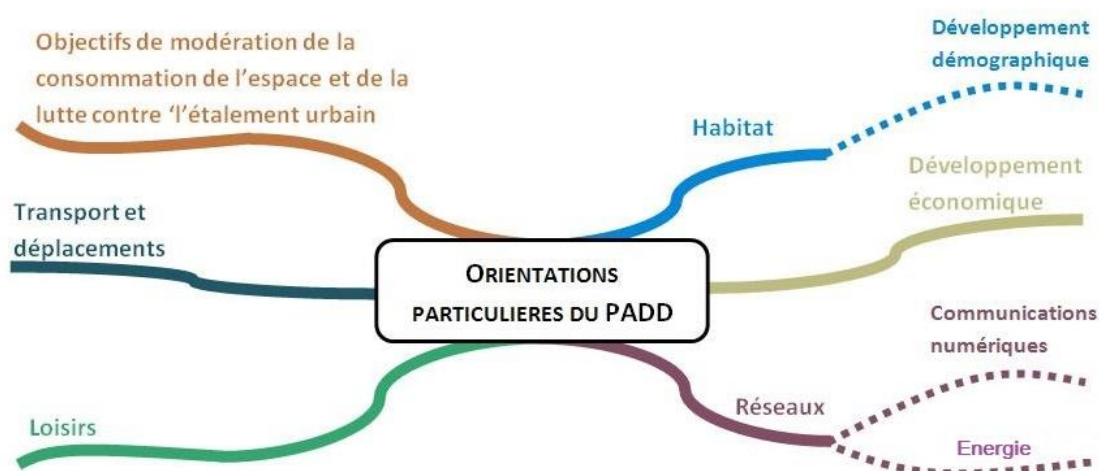 Objectifs de modération de la
consommation de l'espace et de la
lutte contre 'l'étalement urbain
Transport et
déplacements
Loisirs
ORIENTATIONS
PARTICULIERES DU PADD
Habitat
Développement
démographique
Développement
économique
Réseaux
Communications
numériques
Energie